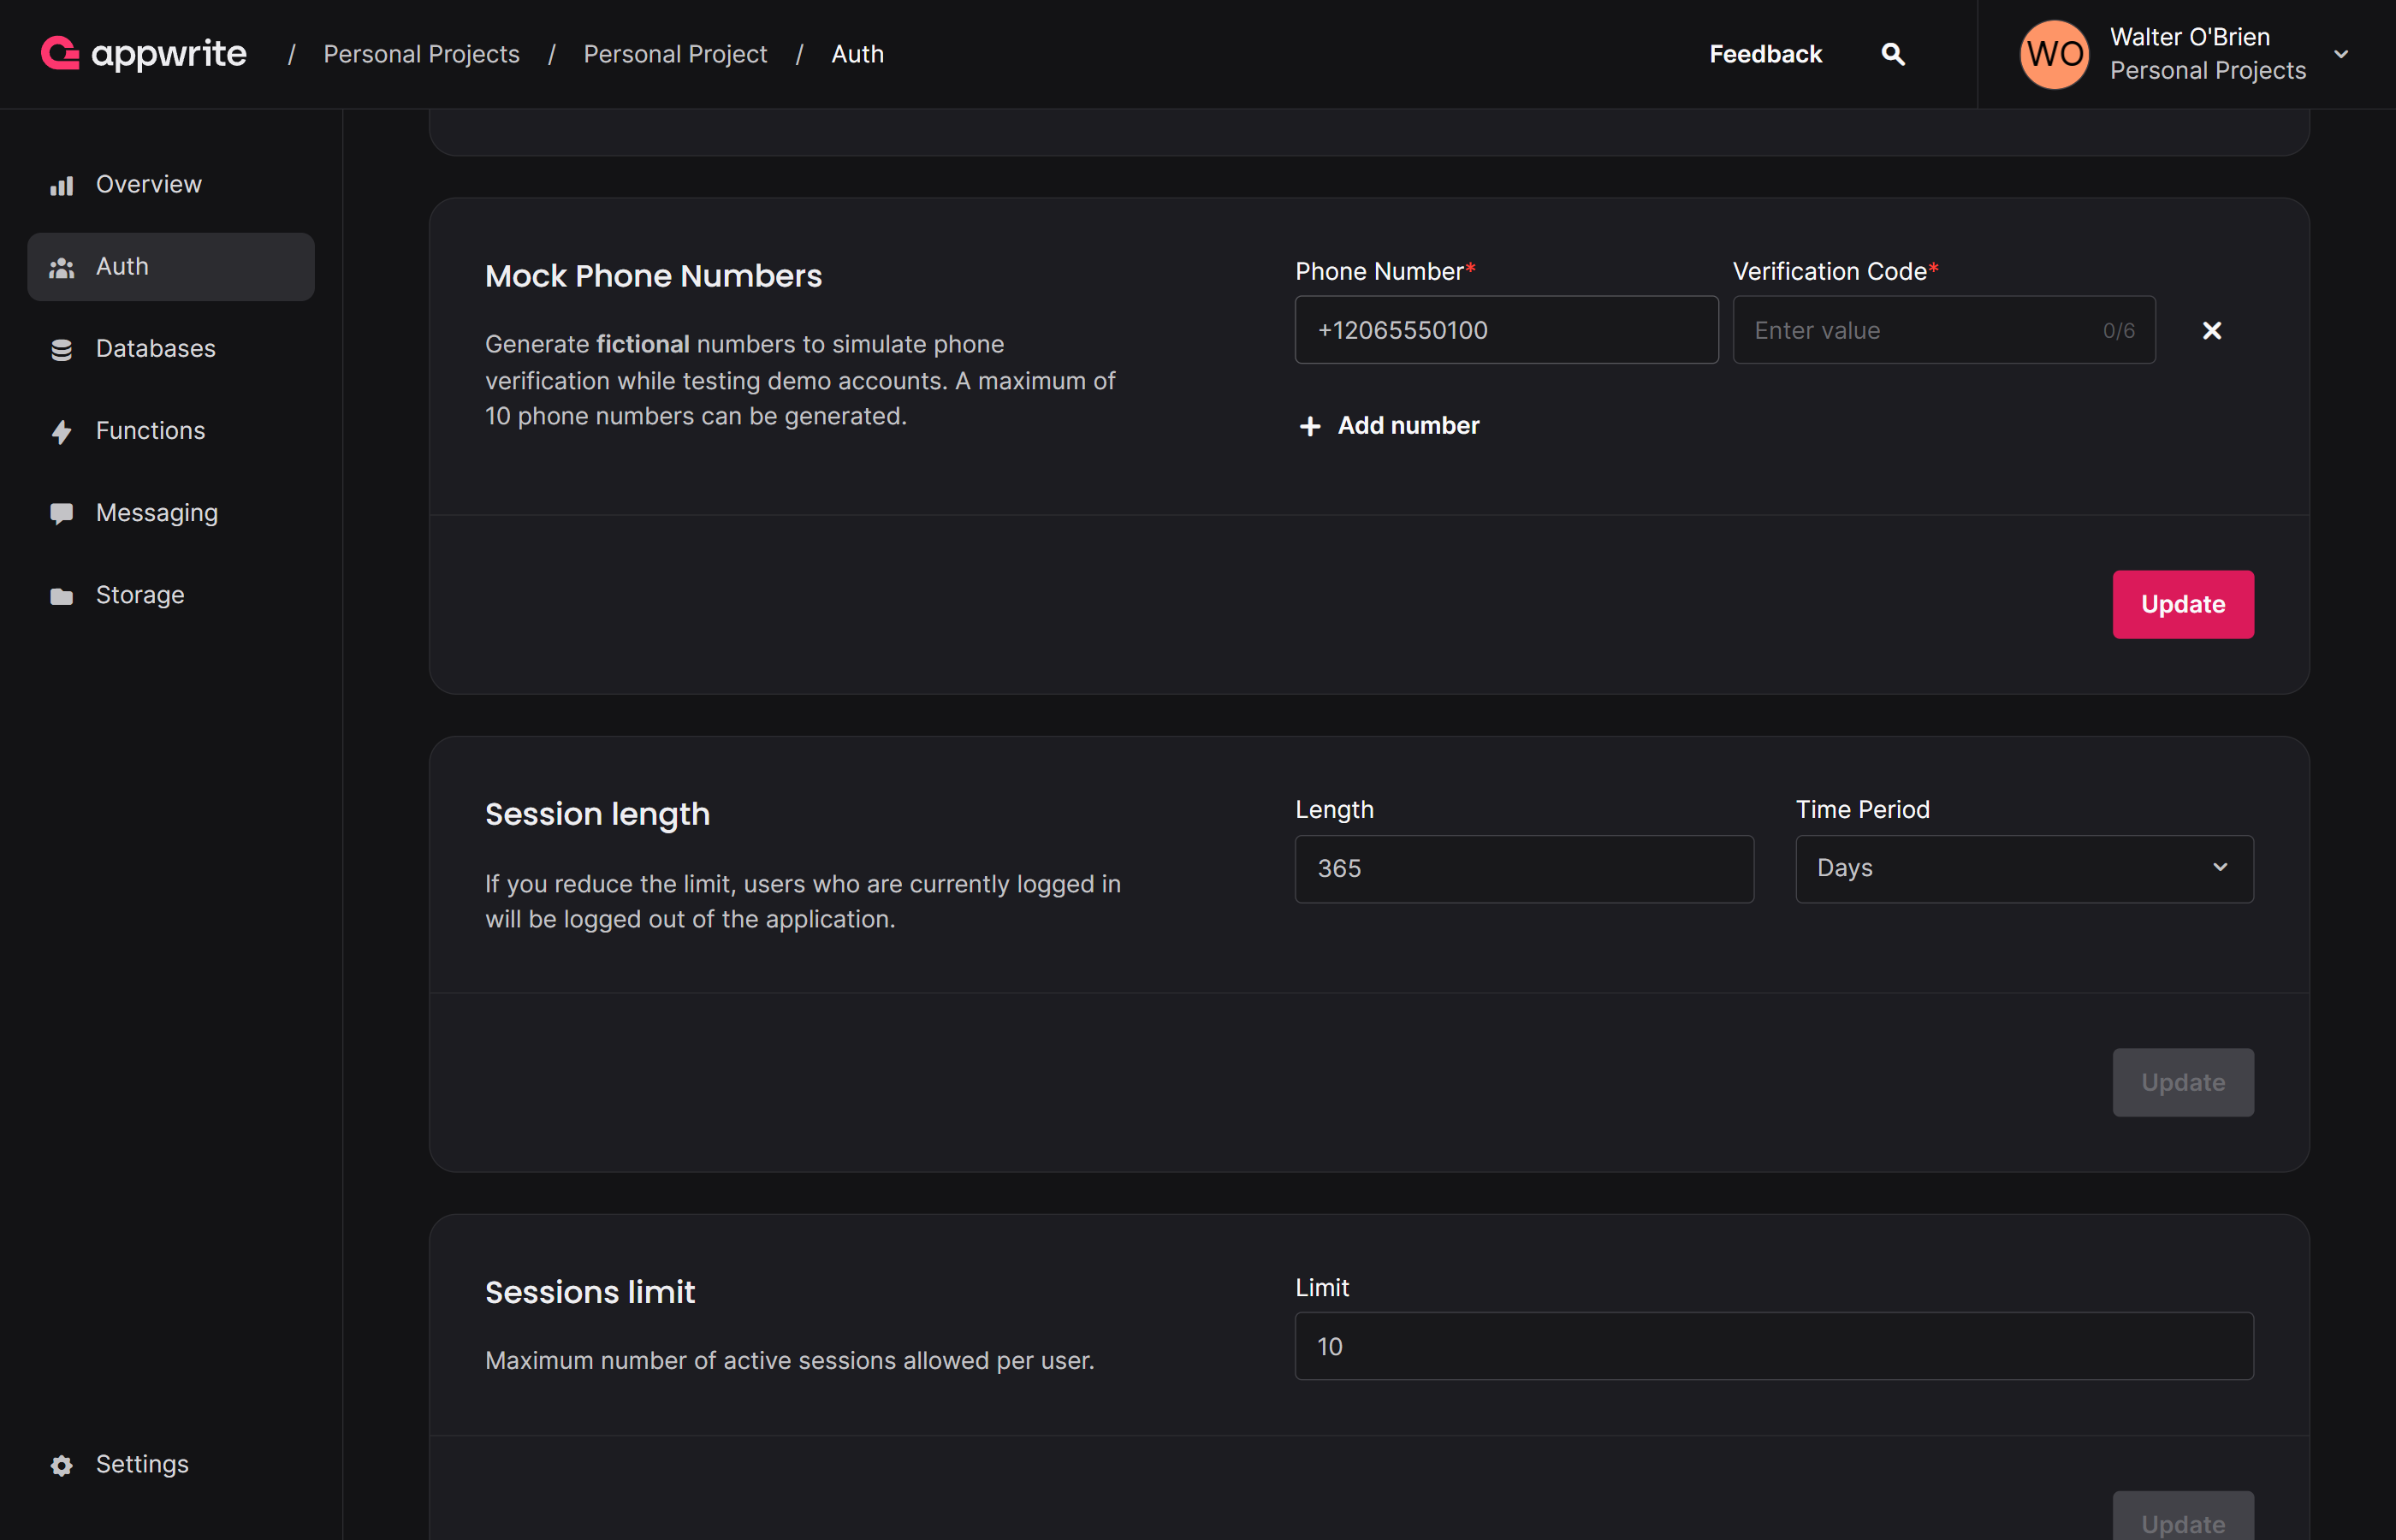 appwrite / Personal Projects / Personal Project / Auth
Feedback
WO
Walter O'Brien
Personal Projects
Overview
Auth
Databases
Functions
Messaging
Storage
Settings
Mock Phone Numbers
Generate fictional numbers to simulate phone
verification while testing demo accounts. A maximum of
10 phone numbers can be generated.
Phone Number*
+12065550100
Verification Code*
Enter value
0/6
Add number
Update
Session length
If you reduce the limit, users who are currently logged in
will be logged out of the application.
Length
365
Time Period
Days
Update
Sessions limit
Maximum number of active sessions allowed per user.
Limit
10
Update